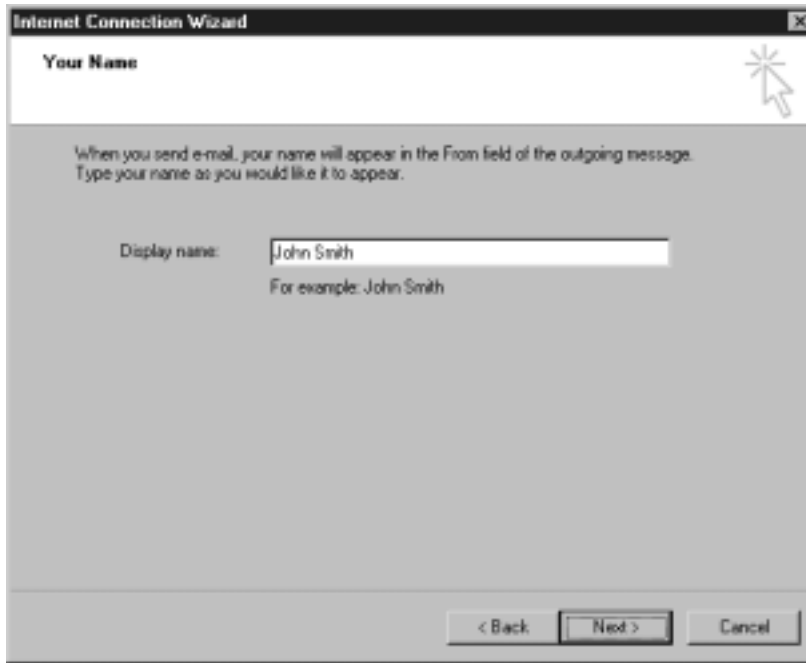 Internet Connection Wizard
Your Name
When you send e-mail, your name will appear in the From field of the outgoing message.
Type your name as you would like it to appear.
Display name: John Smith
For example: John Smith
< Back Next > Cancel